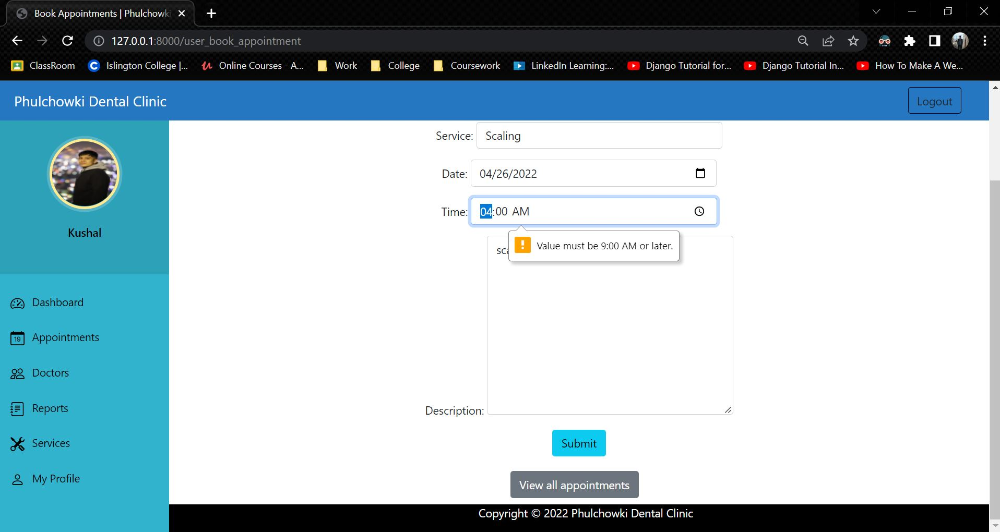 Book Appointments | Phulchowki
127.0.0.1:8000/user_book_appointment
ClassRoom
Islington College |...
Online Courses - A...
Work
College
Coursework
LinkedIn Learning:...
Django Tutorial for...
Django Tutorial In...
How To Make A We...
Phulchowki Dental Clinic
Logout
Kushal
Dashboard
19
Appointments
Doctors
Reports
Services
My Profile
Service: Scaling
Date: 04/26/2022
Time: 04:00 AM
Value must be 9:00 AM or later.
Description:
Submit
View all appointments
Copyright © 2022 Phulchowki Dental Clinic